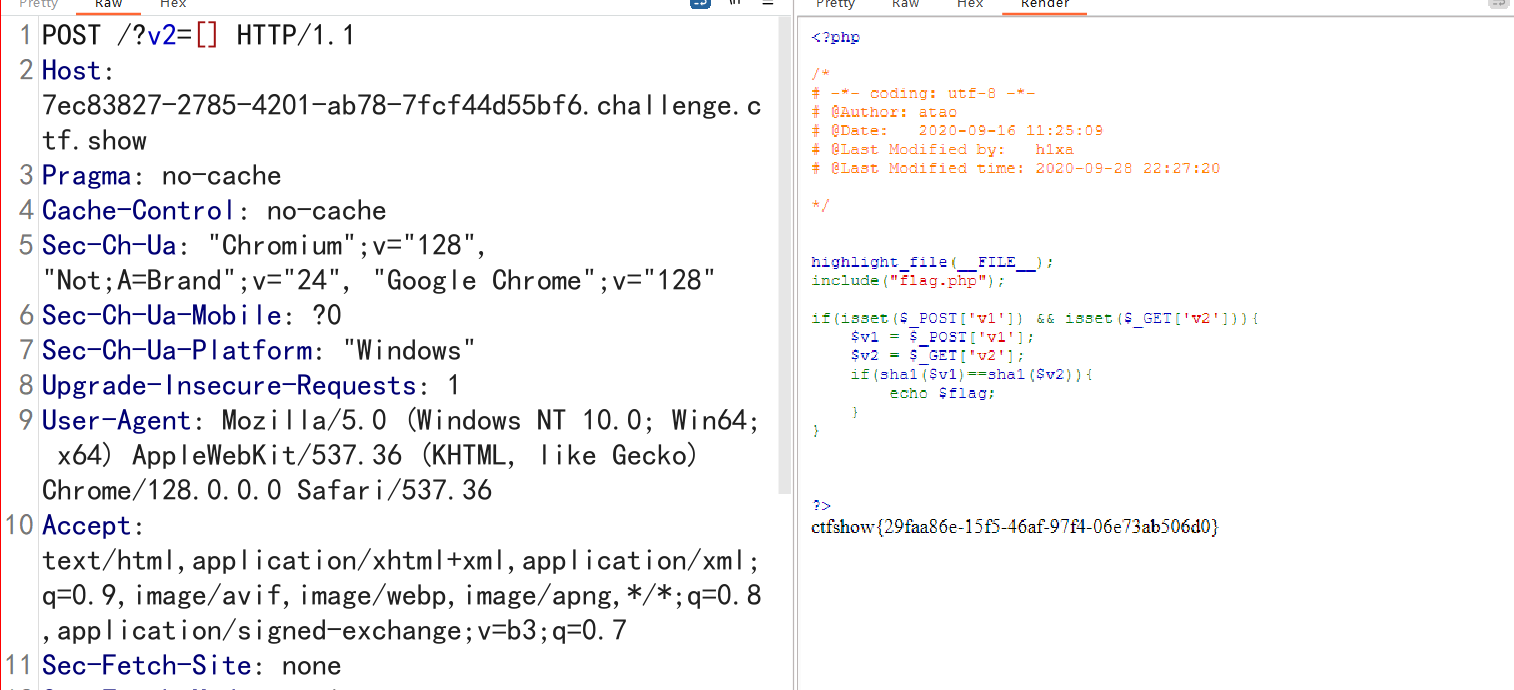 Pretty Raw Hex \n
1 POST /?v2=[] HTTP/1.1
2 Host:
7ec83827-2785-4201-ab78-7fcf44d55bf6.challenge.c
tf.show
3 Pragma: no-cache
4 Cache-Control: no-cache
5 Sec-Ch-Ua: "Chromium";v="128",
"Not;A=Brand";v="24", "Google Chrome";v="128"
6 Sec-Ch-Ua-Mobile: ?0
7 Sec-Ch-Ua-Platform: "Windows"
8 Upgrade-Insecure-Requests: 1
9 User-Agent: Mozilla/5.0 (Windows NT 10.0; Win64;
x64) AppleWebKit/537.36 (KHTML, like Gecko)
Chrome/128.0.0.0 Safari/537.36
10 Accept:
text/html,application/xhtml+xml,application/xml;
q=0.9,image/avif,image/webp,image/apng,*/*;q=0.8
,application/signed-exchange;v=b3;q=0.7
11 Sec-Fetch-Site: none
Pretty Raw Hex Render
<?php
/*
# -*- coding: utf-8 -*-
# @Author: atao
# @Date:   2020-09-16 11:25:09
# @Last Modified by:   h1xa
# @Last Modified time: 2020-09-28 22:27:20
*/
highlight_file(__FILE__);
include("flag.php");
if(isset($_POST['v1']) && isset($_GET['v2'])){
$v1 = $_POST['v1'];
$v2 = $_GET['v2'];
if(sha1($v1)==sha1($v2)){
echo $flag;
}
}
?>
ctfshow{29faa86e-15f5-46af-97f4-06e73ab506d0}